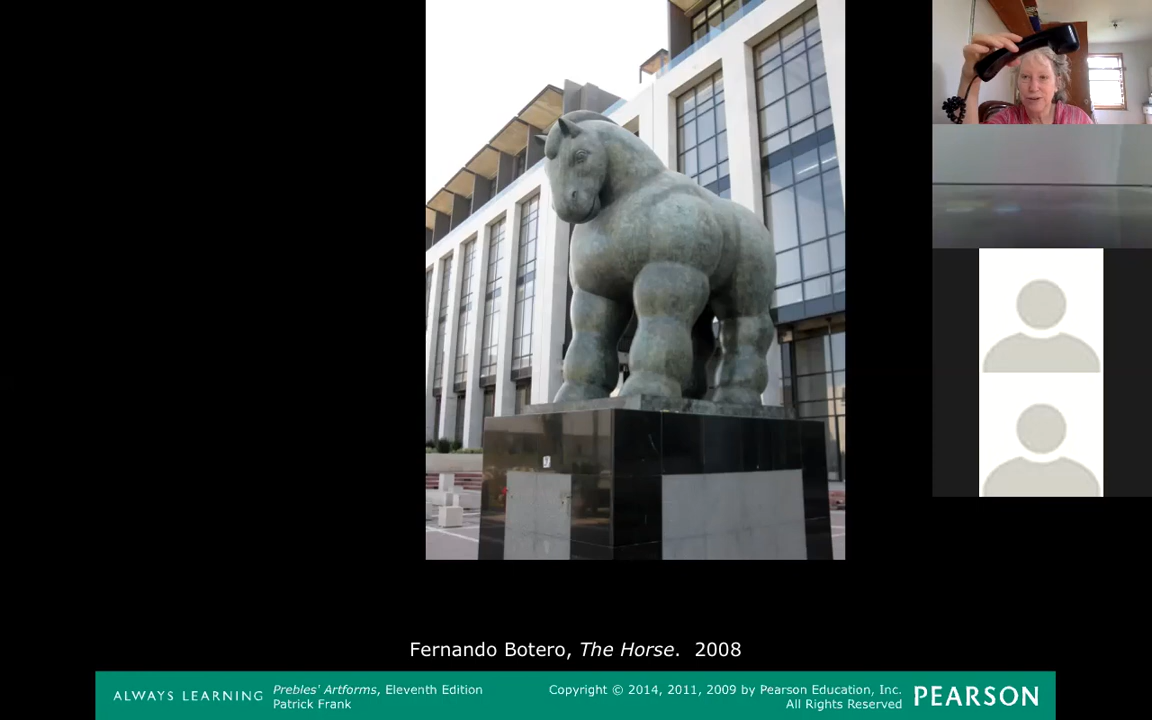 Fernando Botero, The Horse. 2008
ALWAYS LEARNING
Prebles' Artforms, Eleventh Edition
Patrick Frank
Copyright © 2014, 2011, 2009 by Pearson Education, Inc.
All Rights Reserved
PEARSON